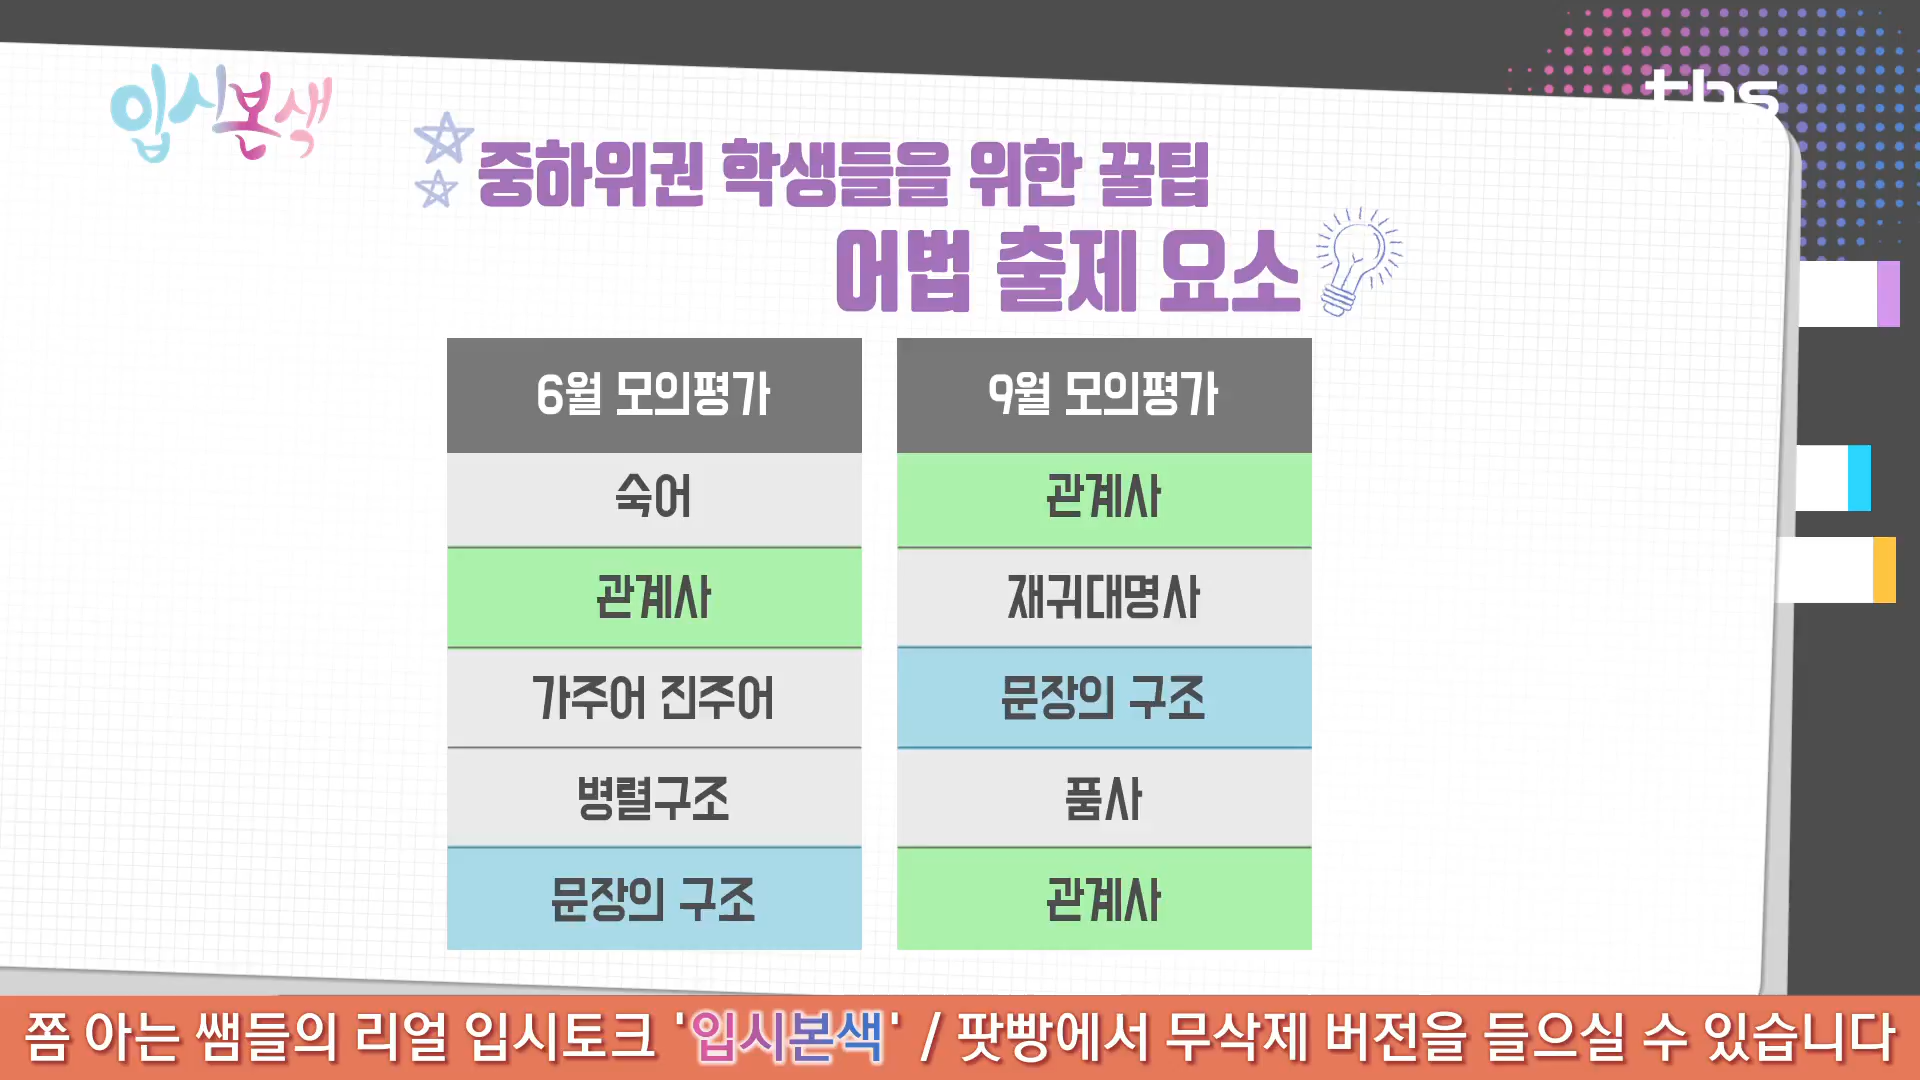 입시본색
tbs
중하위권 학생들을 위한 꿀팁
어법 출제 요소
6월 모의평가
숙어
관계사
가주어 진주어
병렬구조
문장의 구조
9월 모의평가
관계사
재귀대명사
문장의 구조
품사
관계사
쫌 아는 쌤들의 리얼 입시토크 '입시본색' / 팟빵에서 무삭제 버전을 들으실 수 있습니다